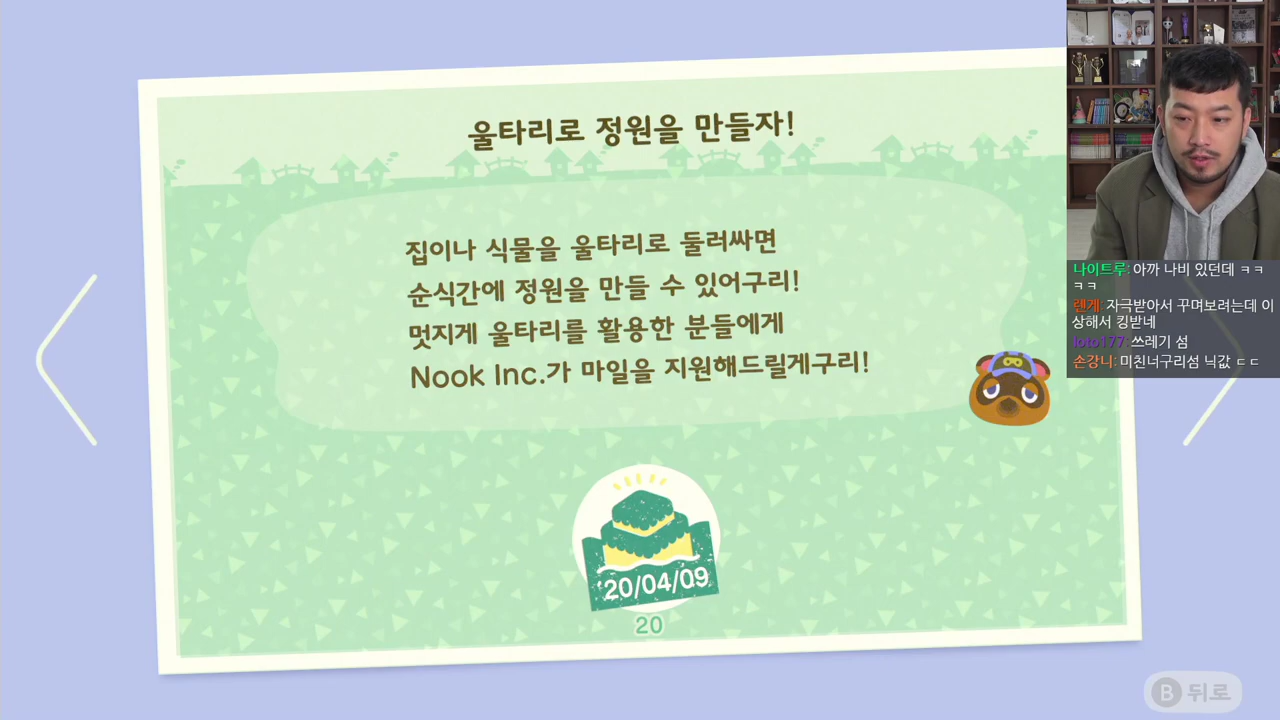 울타리로 정원을 만들자!
집이나 식물을 울타리로 둘러싸면
순식간에 정원을 만들 수 있어구리!
멋지게 울타리를 활용한 분들에게
Nook Inc.가 마일을 지원해드릴게구리!
20/04/09
20
나이트루: 아까 나비 있던데 ㅋㅋ
ㅋㅋ
렌게: 자극받아서 꾸며보려는데 이
상해서 킹받네
loto177: 쓰레기 섬
손강니: 미친너구리섬 닉값 ㄷㄷ
B 뒤로